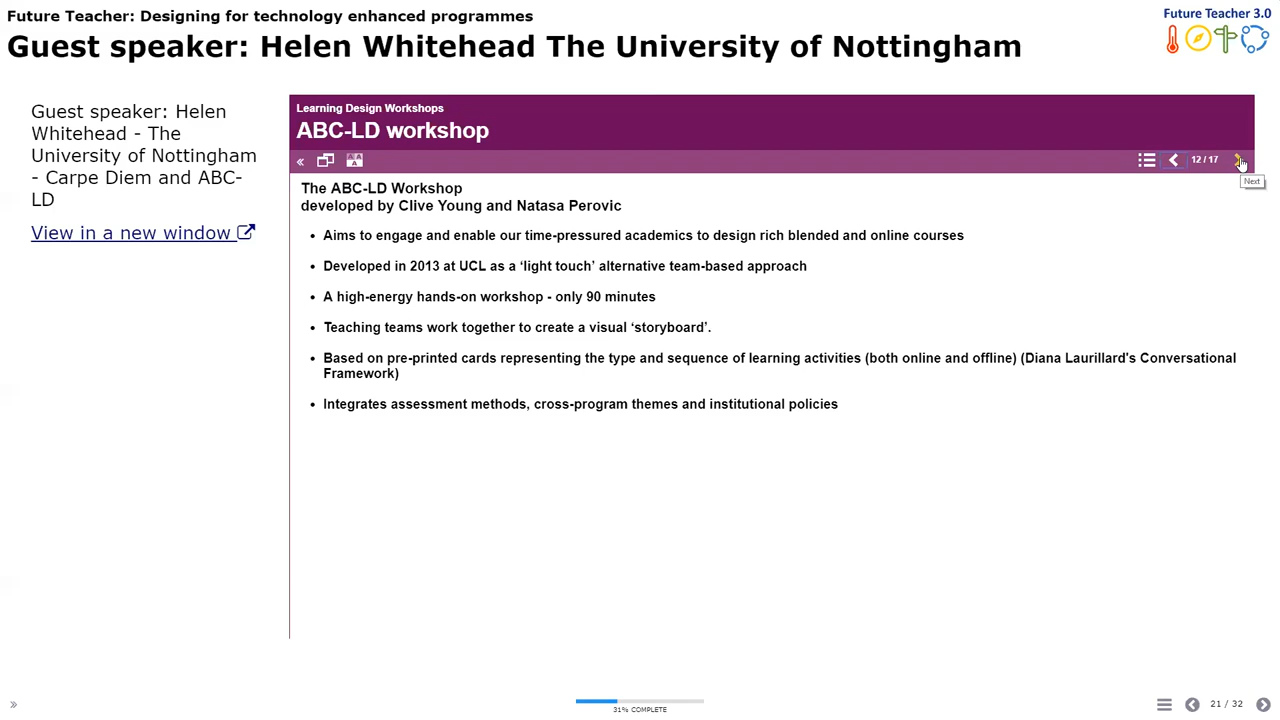 Future Teacher: Designing for technology enhanced programmes
Guest speaker: Helen Whitehead The University of Nottingham
Future Teacher 3.0
Guest speaker: Helen
Whitehead - The
University of Nottingham
- Carpe Diem and ABC-
LD
View in a new window
Learning Design Workshops
ABC-LD workshop
12 / 17
Next
The ABC-LD Workshop
developed by Clive Young and Natasa Perovic
• Aims to engage and enable our time-pressured academics to design rich blended and online courses
• Developed in 2013 at UCL as a ‘light touch’ alternative team-based approach
• A high-energy hands-on workshop - only 90 minutes
• Teaching teams work together to create a visual ‘storyboard’.
• Based on pre-printed cards representing the type and sequence of learning activities (both online and offline) (Diana Laurillard's Conversational
Framework)
• Integrates assessment methods, cross-program themes and institutional policies
31% COMPLETE
21 / 32